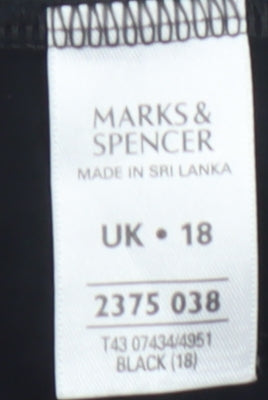 MARKS &
SPENCER
MADE IN SRI LANKA
UK • 18
2375 038
T43 07434/4951
BLACK (18)